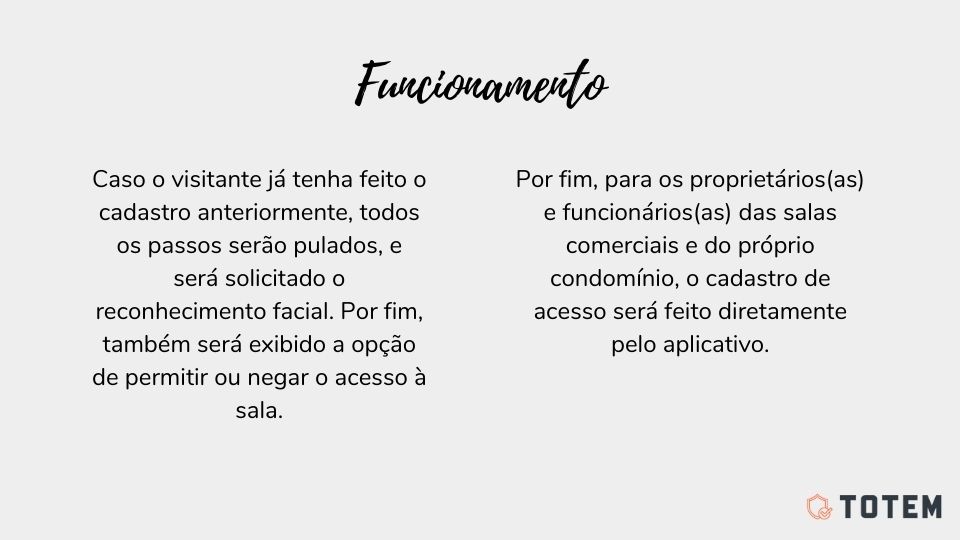 Funcionamento
Caso o visitante já tenha feito o
cadastro anteriormente, todos
os passos serão pulados, e
será solicitado o
reconhecimento facial. Por fim,
também será exibido a opção
de permitir ou negar o acesso à
sala.
Por fim, para os proprietários(as)
e funcionários(as) das salas
comerciais e do próprio
condomínio, o cadastro de
acesso será feito diretamente
pelo aplicativo.
TOTEM